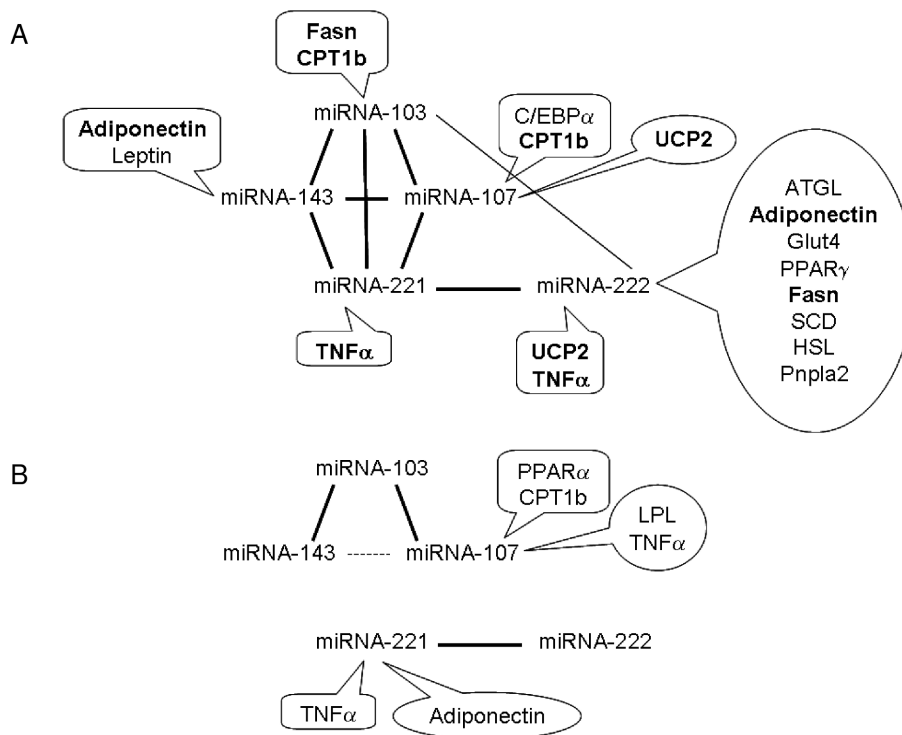 A
Fasn
CPT1b
miRNA-103
Adiponectin
Leptin
C/EBPα
CPT1b
UCP2
miRNA-143
miRNA-107
ATGL
Adiponectin
Glut4
PPARγ
Fasn
SCD
HSL
Pnpla2
miRNA-221
miRNA-222
TNFα
UCP2
TNFα
B
miRNA-103
PPARα
CPT1b
LPL
TNFα
miRNA-143
miRNA-107
miRNA-221
miRNA-222
TNFα
Adiponectin